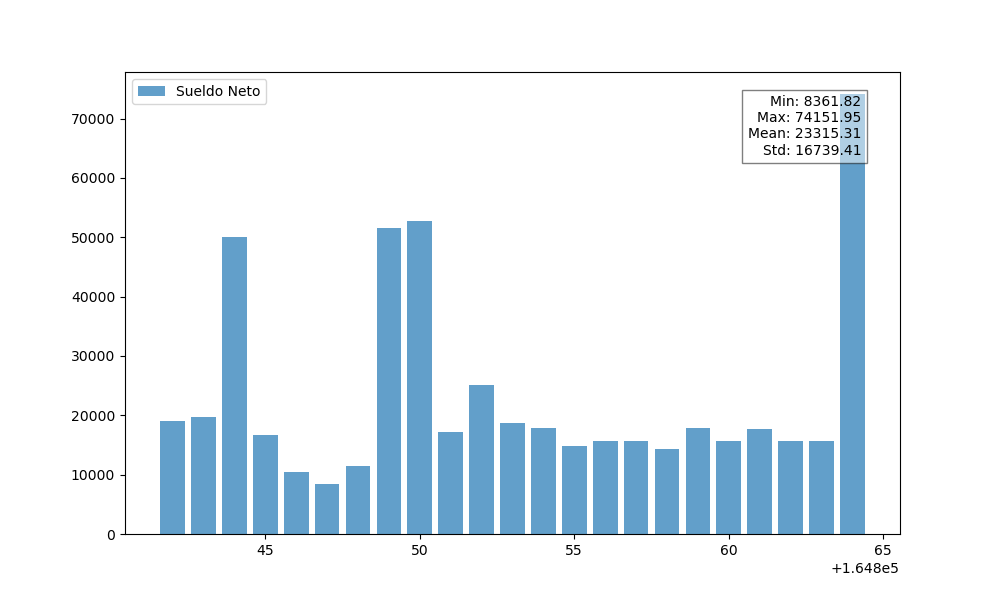 Sueldo Neto
Min: 8361.82
Max: 74151.95
Mean: 23315.31
Std: 16739.41
70000
60000
50000
40000
30000
20000
10000
0
45 50 55 60 65
+1.648e5